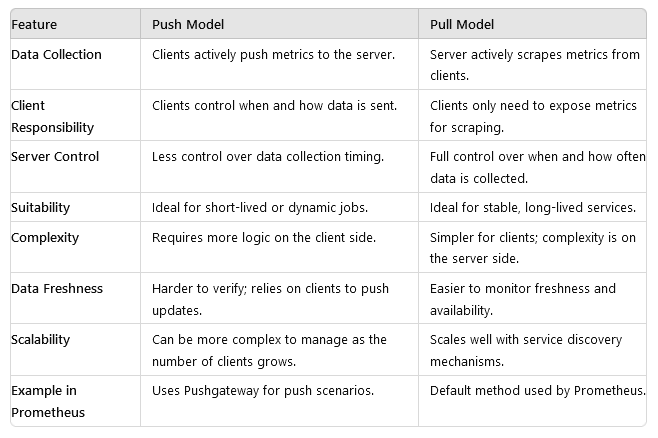 Feature Push Model Pull Model
Data Collection Clients actively push metrics to the server. Server actively scrapes metrics from
clients.
Client Clients control when and how data is sent. Clients only need to expose metrics
Responsibility for scraping.
Server Control Less control over data collection timing. Full control over when and how often
data is collected.
Suitability Ideal for short-lived or dynamic jobs. Ideal for stable, long-lived services.
Complexity Requires more logic on the client side. Simpler for clients; complexity is on
the server side.
Data Freshness Harder to verify; relies on clients to push Easier to monitor freshness and
updates. availability.
Scalability Can be more complex to manage as the Scales well with service discovery
number of clients grows. mechanisms.
Example in Uses Pushgateway for push scenarios. Default method used by Prometheus.
Prometheus